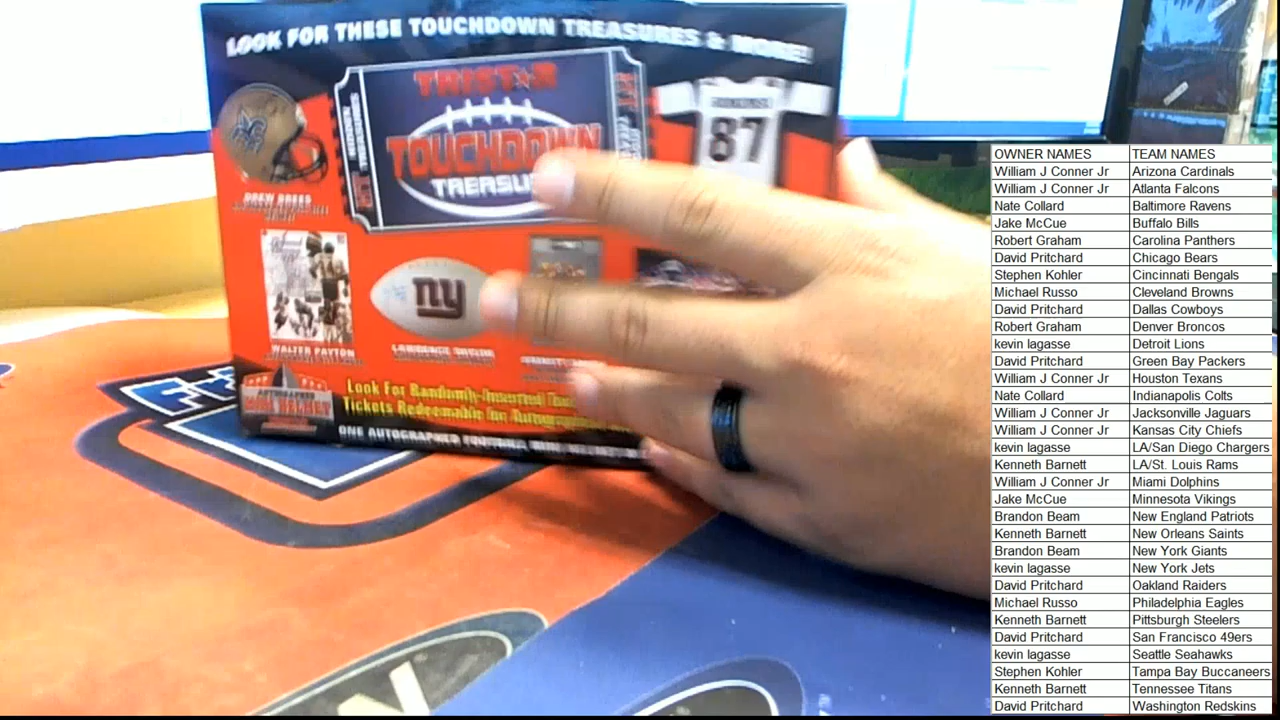 LOOK FOR THESE TOUCHDOWN TREASURES & MORE!
TRISTAR
TOUCHDOWN
TREASU
87
DREW BREES
ny
WALTER PAYTON
LAWRENCE TAYLOR
AUTOGRAPHED
MINI HELMET
Look For Randomly-Inserted
Tickets Redeemable for
ONE AUTOGRAPHED FOOTBALL MINI HELMET
OWNER NAMES TEAM NAMES
William J Conner Jr Arizona Cardinals
William J Conner Jr Atlanta Falcons
Nate Collard Baltimore Ravens
Jake McCue Buffalo Bills
Robert Graham Carolina Panthers
David Pritchard Chicago Bears
Stephen Kohler Cincinnati Bengals
Michael Russo Cleveland Browns
David Pritchard Dallas Cowboys
Robert Graham Denver Broncos
kevin lagasse Detroit Lions
David Pritchard Green Bay Packers
William J Conner Jr Houston Texans
Nate Collard Indianapolis Colts
William J Conner Jr Jacksonville Jaguars
William J Conner Jr Kansas City Chiefs
kevin lagasse LA/San Diego Chargers
Kenneth Barnett LA/St. Louis Rams
William J Conner Jr Miami Dolphins
Jake McCue Minnesota Vikings
Brandon Beam New England Patriots
Kenneth Barnett New Orleans Saints
Brandon Beam New York Giants
kevin lagasse New York Jets
David Pritchard Oakland Raiders
Michael Russo Philadelphia Eagles
Kenneth Barnett Pittsburgh Steelers
David Pritchard San Francisco 49ers
kevin lagasse Seattle Seahawks
Stephen Kohler Tampa Bay Buccaneers
Kenneth Barnett Tennessee Titans
David Pritchard Washington Redskins